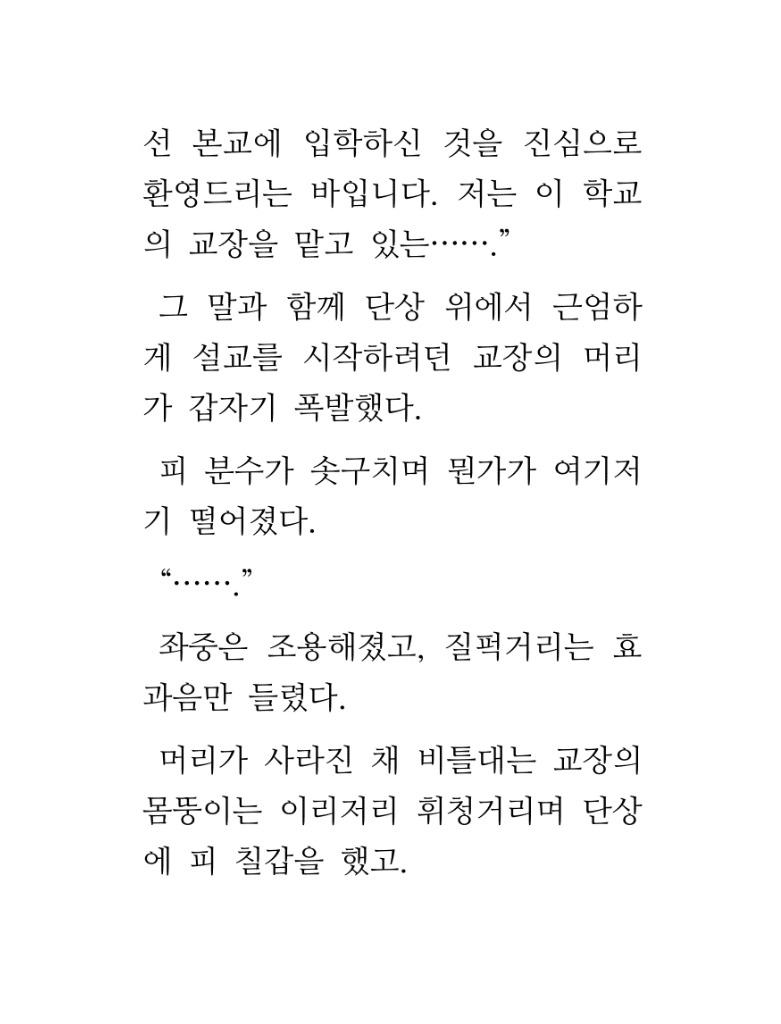 선 본교에 입학하신 것을 진심으로
환영드리는 바입니다. 저는 이 학교
의 교장을 맡고 있는…….”
그 말과 함께 단상 위에서 근엄하
게 설교를 시작하려던 교장의 머리
가 갑자기 폭발했다.
피 분수가 솟구치며 뭔가가 여기저
기 떨어졌다.
“…….”
좌중은 조용해졌고, 질퍽거리는 효
과음만 들렸다.
머리가 사라진 채 비틀대는 교장의
몸뚱이는 이리저리 휘청거리며 단상
에 피 칠갑을 했고.